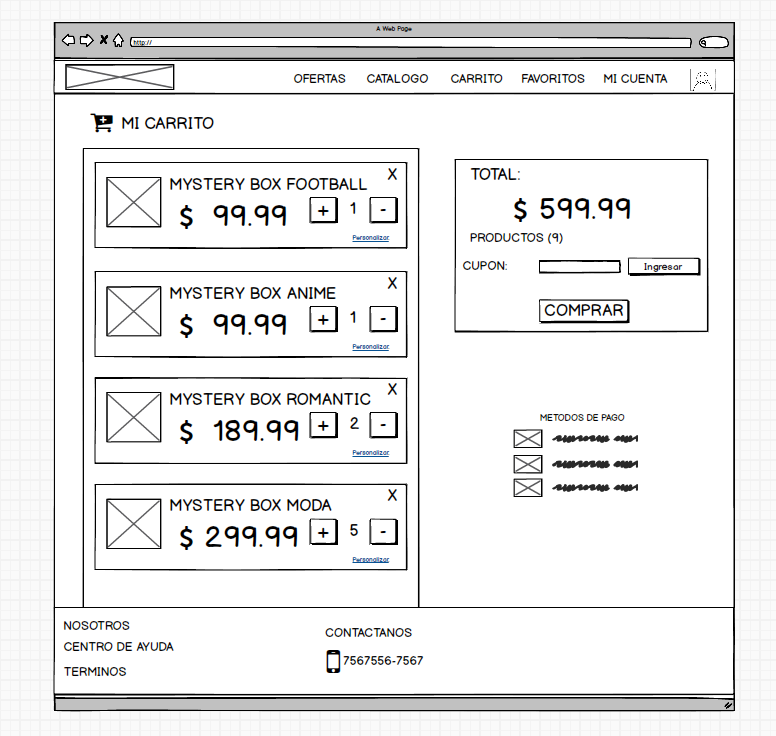 A Web Page
http://
OFERTAS CATALOGO CARRITO FAVORITOS MI CUENTA
MI CARRITO
MYSTERY BOX FOOTBALL X
$ 99.99 + 1 -
Personalizar
MYSTERY BOX ANIME X
$ 99.99 + 1 -
Personalizar
MYSTERY BOX ROMANTIC X
$ 189.99 + 2 -
Personalizar
MYSTERY BOX MODA X
$ 299.99 + 5 -
Personalizar
TOTAL:
$ 599.99
PRODUCTOS (9)
CUPON: Ingresar
COMPRAR
METODOS DE PAGO
NOSOTROS
CENTRO DE AYUDA
TERMINOS
CONTACTANOS
7567556-7567